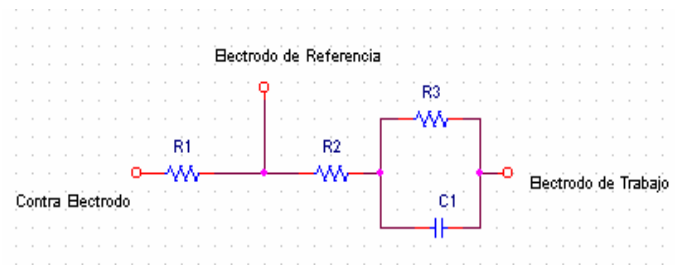 Electrodo de Referencia
R3
R1
R2
Contra Electrodo
Electrodo de Trabajo
C1